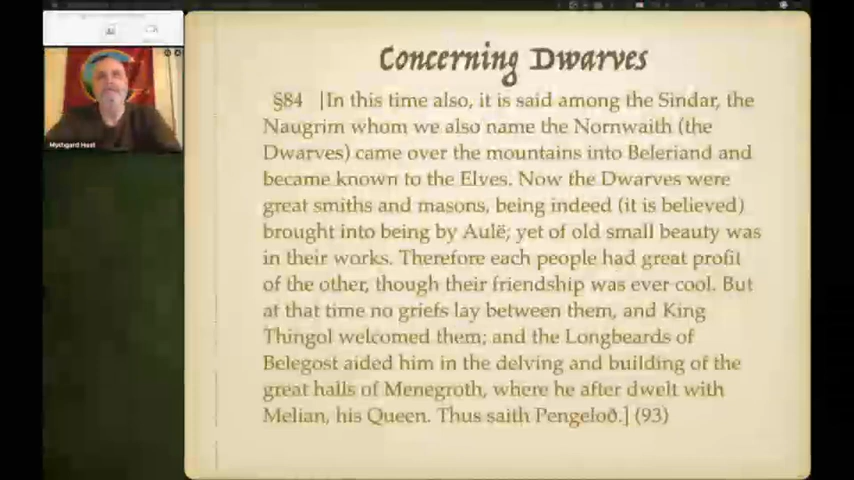 Concerning Dwarves
§84 [In this time also, it is said among the Sindar, the
Naugrim whom we also name the Nornwaith (the
Dwarves) came over the mountains into Beleriand and
became known to the Elves. Now the Dwarves were
great smiths and masons, being indeed (it is believed)
brought into being by Aulë; yet of old small beauty was
in their works. Therefore each people had great profit
of the other, though their friendship was ever cool. But
at that time no griefs lay between them, and King
Thingol welcomed them; and the Longbeards of
Belegost aided him in the delving and building of the
great halls of Menegroth, where he after dwelt with
Melian, his Queen. Thus saith Pengeloð.] (93)
Mythgard Host